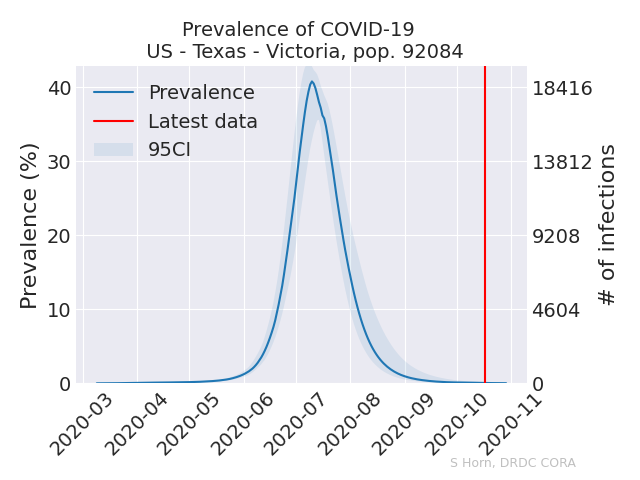 Prevalence of COVID-19
US - Texas - Victoria, pop. 92084
Prevalence
Latest data
95CI
Prevalence (%)
40
30
20
10
0
# of infections
18416
13812
9208
4604
0
2020-03
2020-04
2020-05
2020-06
2020-07
2020-08
2020-09
2020-10
2020-11
S Horn, DRDC CORA